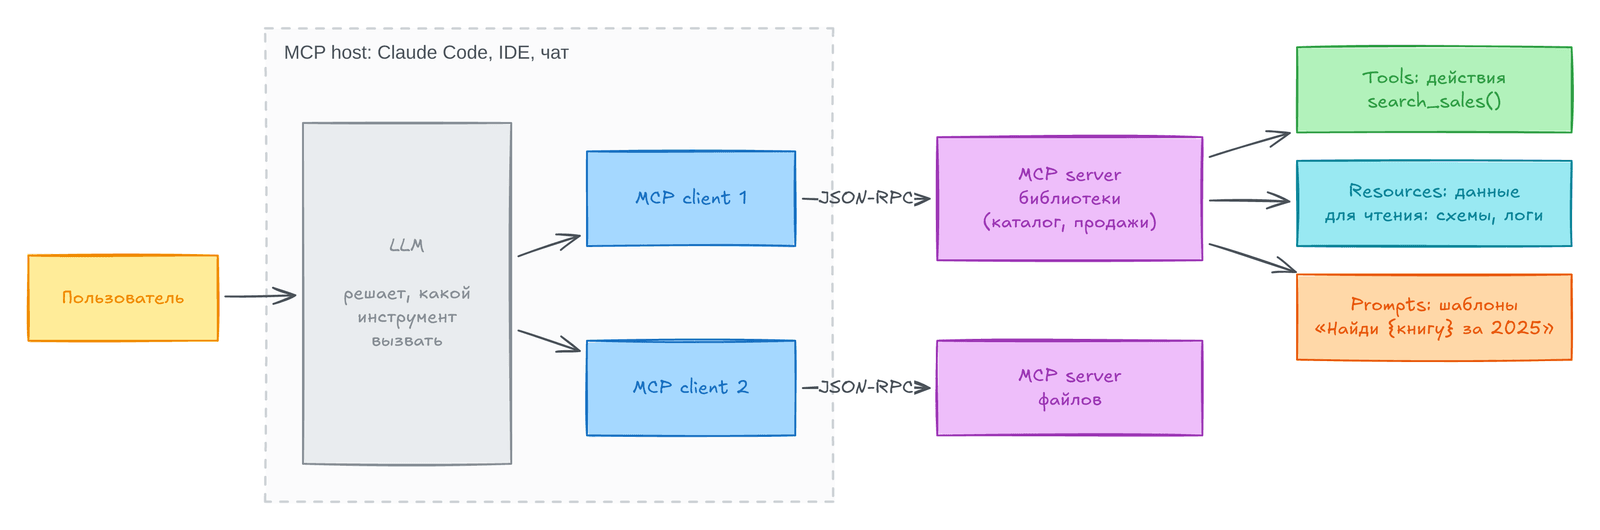 MCP host: Claude Code, IDE, чат
Пользователь
LLM
решает, какой
инструмент
вызвать
MCP client 1
MCP client 2
JSON-RPC
JSON-RPC
MCP server
библиотеки
(каталог, продажи)
MCP server
файлов
Tools: действия
search_sales()
Resources: данные
для чтения: схемы, логи
Prompts: шаблоны
«Найди {книгу} за 2025»